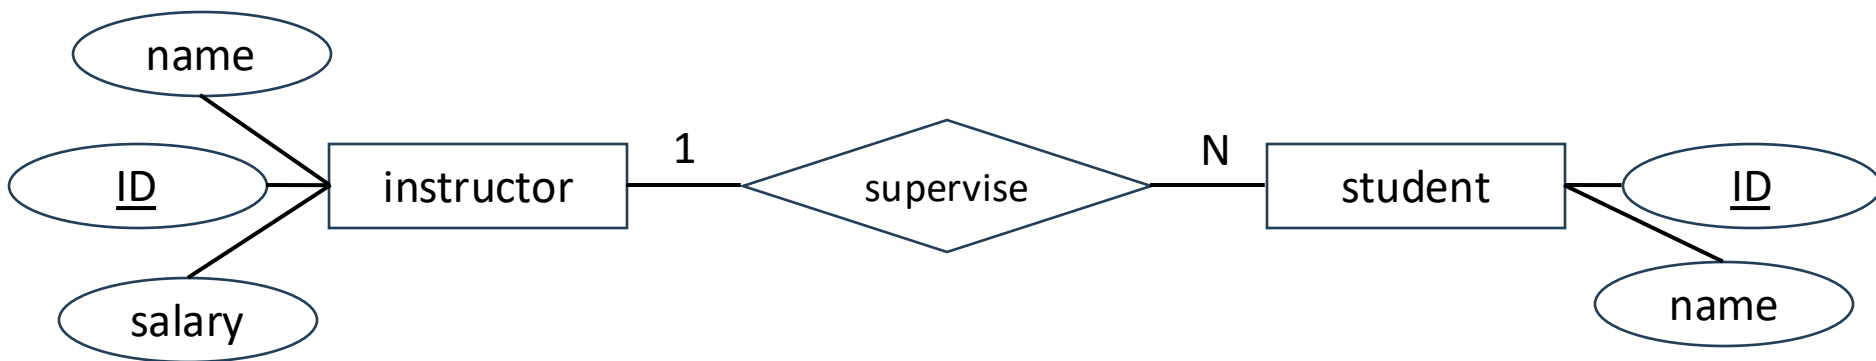 name
ID
salary
instructor
1
supervise
N
student
ID
name